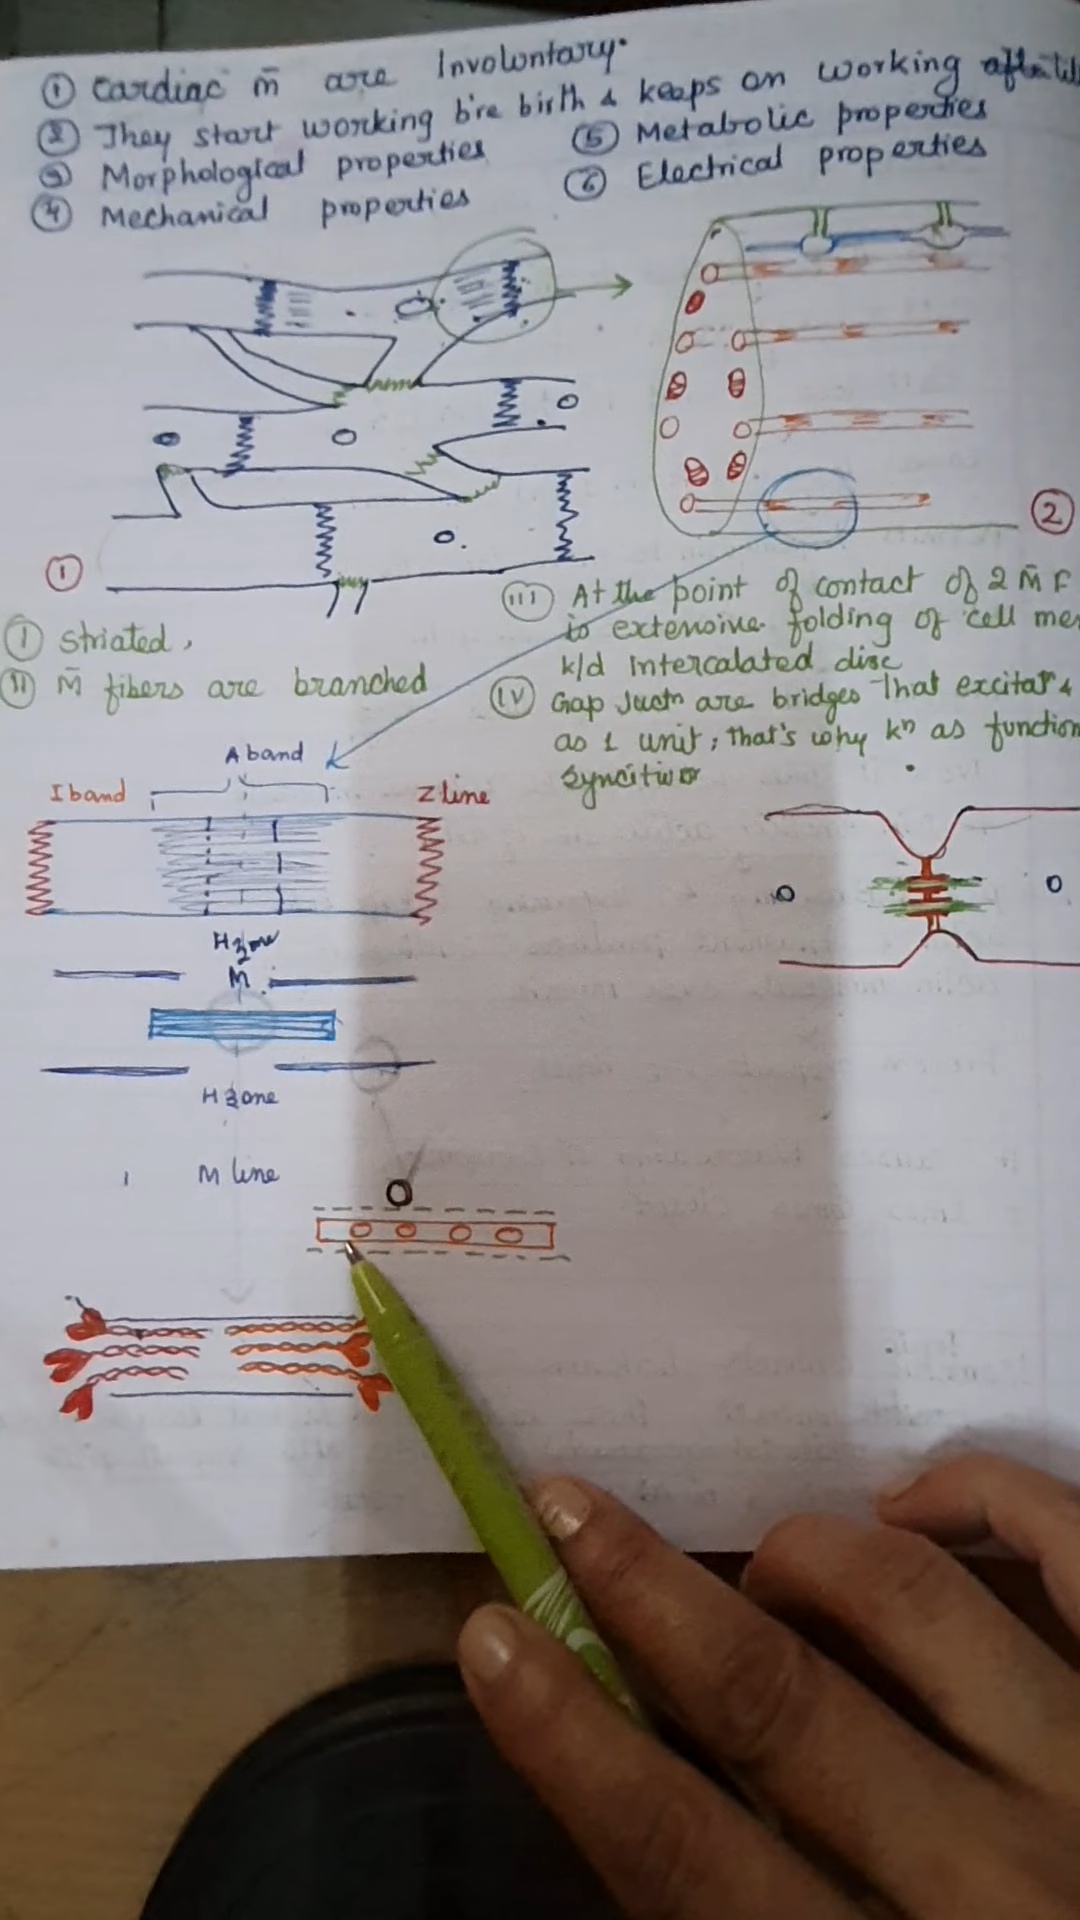 ① Cardiac m̄ are Involuntary.
② They start working b're birth & keeps on working
③ Morphological properties
④ Mechanical properties
⑤ Metabolic properties
⑥ Electrical properties
①
②
Ⓘ Striated,
ⓘⓘ M̄ fibers are branched
ⓘⓘⓘ At the point of contact of 2 M̄ F
is extensive folding of cell me
k/d intercalated disc
ⓘⓥ Gap Juctⁿ are bridges That
as 1 unit, that's why kⁿ as function
A band
I band
Z line
H zone
M
H zone
M line